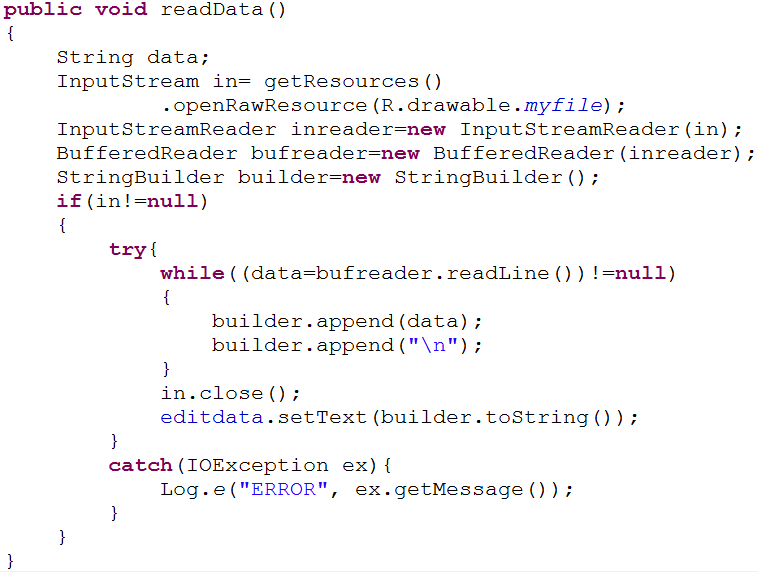 public void readData()
{
    String data;
    InputStream in= getResources()
            .openRawResource(R.drawable.myfile);
    InputStreamReader inreader=new InputStreamReader(in);
    BufferedReader bufreader=new BufferedReader(inreader);
    StringBuilder builder=new StringBuilder();
    if(in!=null)
    {
        try{
            while((data=bufreader.readLine())!=null)
            {
                builder.append(data);
                builder.append("\n");
            }
            in.close();
            editdata.setText(builder.toString());
        }
        catch(IOException ex){
            Log.e("ERROR", ex.getMessage());
        }
    }
}